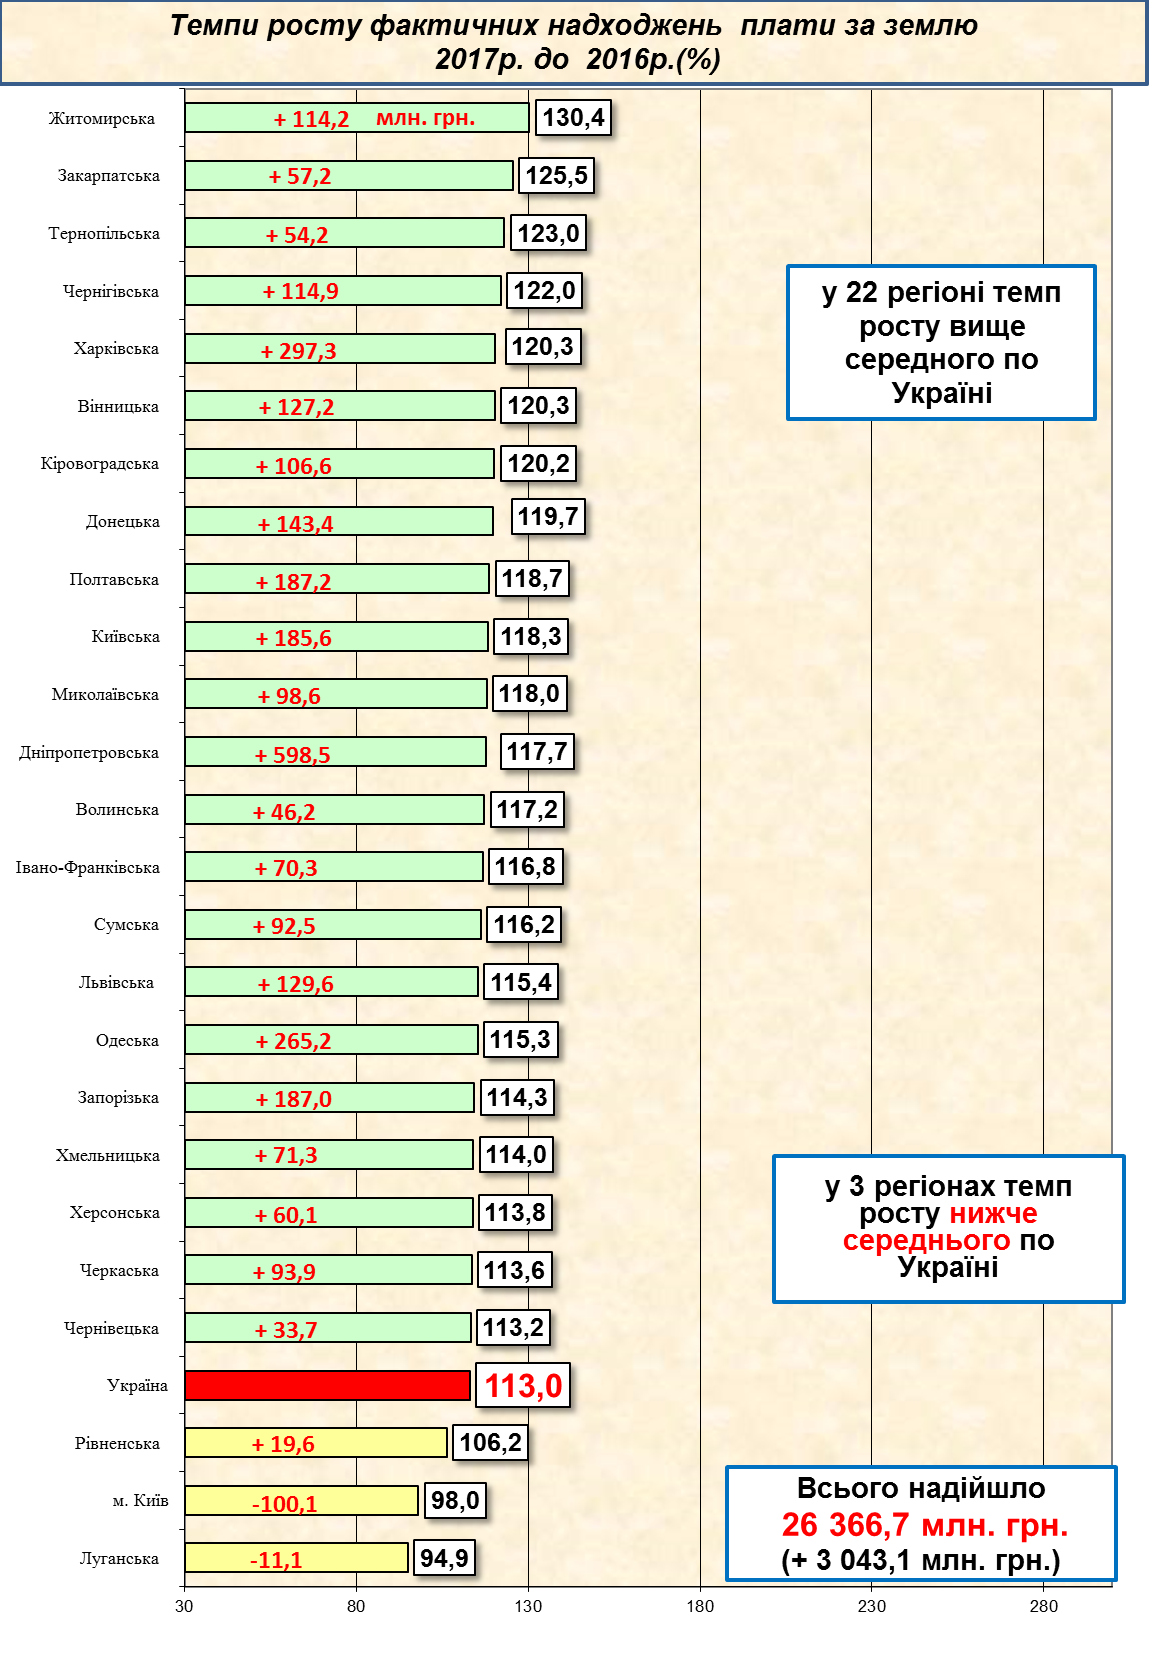 Темпи росту фактичних надходжень плати за землю
2017р. до 2016р.(%)
Житомирська + 114,2 млн. грн. 130,4
Закарпатська + 57,2 125,5
Тернопільська + 54,2 123,0
Чернігівська + 114,9 122,0
Харківська + 297,3 120,3
Вінницька + 127,2 120,3
Кіровоградська + 106,6 120,2
Донецька + 143,4 119,7
Полтавська + 187,2 118,7
Київська + 185,6 118,3
Миколаївська + 98,6 118,0
Дніпропетровська + 598,5 117,7
Волинська + 46,2 117,2
Івано-Франківська + 70,3 116,8
Сумська + 92,5 116,2
Львівська + 129,6 115,4
Одеська + 265,2 115,3
Запорізька + 187,0 114,3
Хмельницька + 71,3 114,0
Херсонська + 60,1 113,8
Черкаська + 93,9 113,6
Чернівецька + 33,7 113,2
Україна 113,0
Рівненська + 19,6 106,2
м. Київ -100,1 98,0
Луганська -11,1 94,9
30 80 130 180 230 280
у 22 регіоні темп
росту вище
середного по
Україні
у 3 регіонах темп
росту нижче
середнього по
Україні
Всього надійшло
26 366,7 млн. грн.
(+ 3 043,1 млн. грн.)